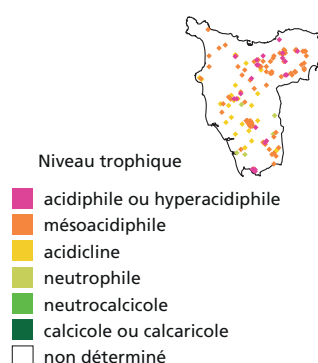 Niveau trophique
acidiphile ou hyperacidiphile
mésoacidiphile
acidicline
neutrophile
neutrocalcicole
calcicole ou calcaricole
non déterminé